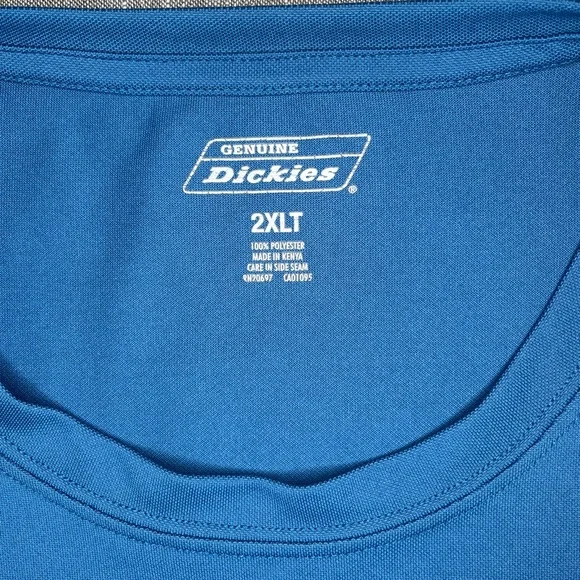 GENUINE
Dickies®
2XLT
100% POLYESTER
MADE IN KENYA
CARE IN SIDE SEAM
RN20697 CA01095